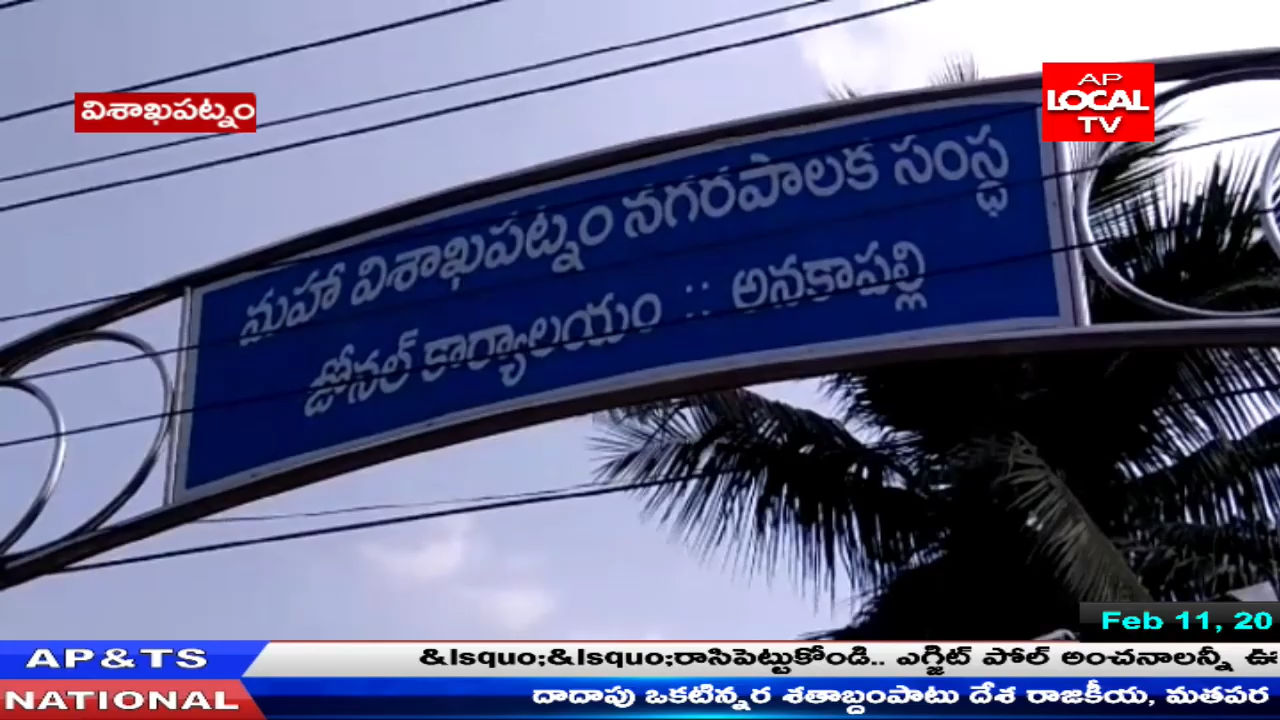 విశాఖపట్నం
AP
LOCAL
TV
మహా విశాఖపట్నం నగరపాలక సంస్థ
జోనల్ కార్యాలయం :: అనకాపల్లి
Feb 11, 20
AP&TS
&lsquo;&lsquo;రాసిపెట్టుకోండి.. ఎగ్జిట్ పోల్ అంచనాలన్నీ ఊ
NATIONAL
దాదాపు ఒకటిన్నర శతాబ్దంపాటు దేశ రాజకీయ, మతపర